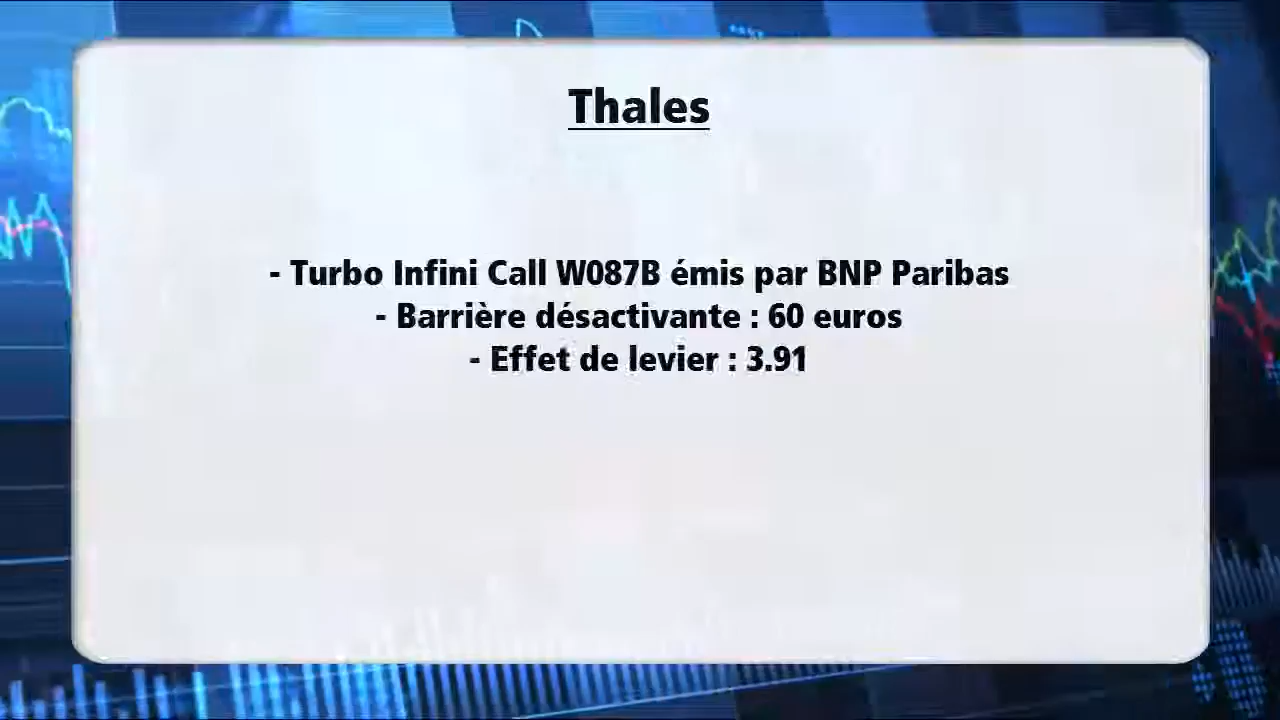 Thales
- Turbo Infini Call W087B émis par BNP Paribas
- Barrière désactivante : 60 euros
- Effet de levier : 3.91